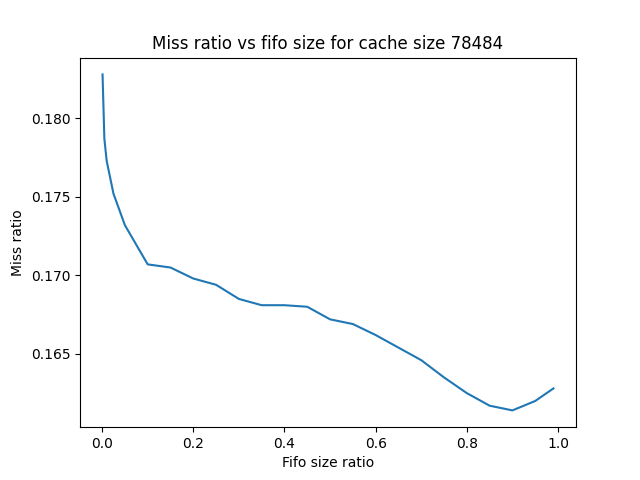 Miss ratio vs fifo size for cache size 78484
0.180
0.175
0.170
0.165
Miss ratio
0.0 0.2 0.4 0.6 0.8 1.0
Fifo size ratio